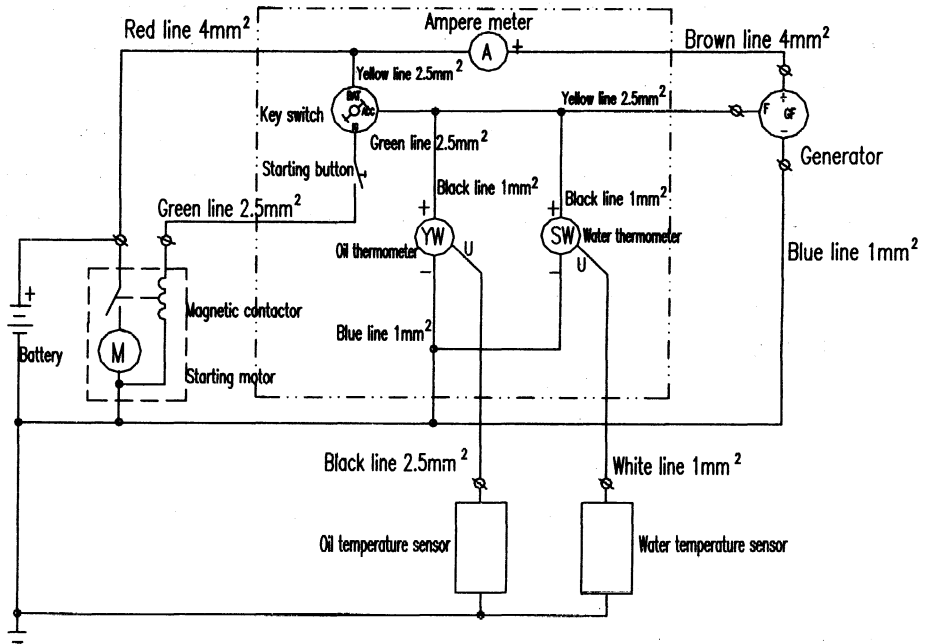 Ampere meter
Red line 4mm²
A
+
Brown line 4mm²
Yellow line 2.5mm²
BAT
Acc
Key switch
Yellow line 2.5mm²
F
+
GF
−
Green line 2.5mm²
Generator
Starting button
Black line 1mm²
Black line 1mm²
Green line 2.5mm²
+
YW
U
+
SW
U
Water thermometer
Oil thermometer
−
−
Blue line 1mm²
+
Magnetic contactor
Blue line 1mm²
Battery
M
Starting motor
Black line 2.5mm²
White line 1mm²
Oil temperature sensor
Water temperature sensor